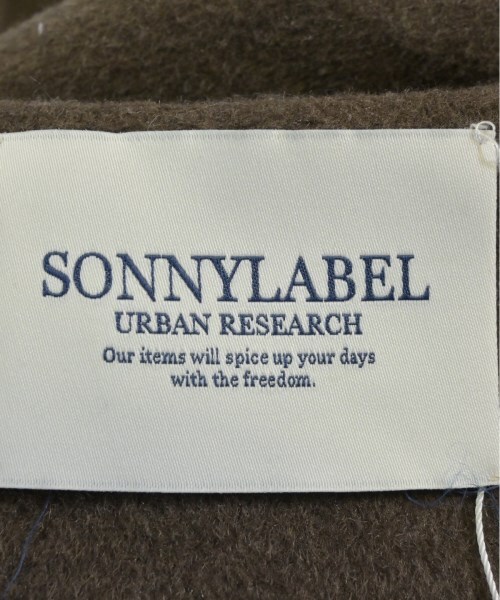 SONNYLABEL
URBAN RESEARCH
Our items will spice up your days
with the freedom.